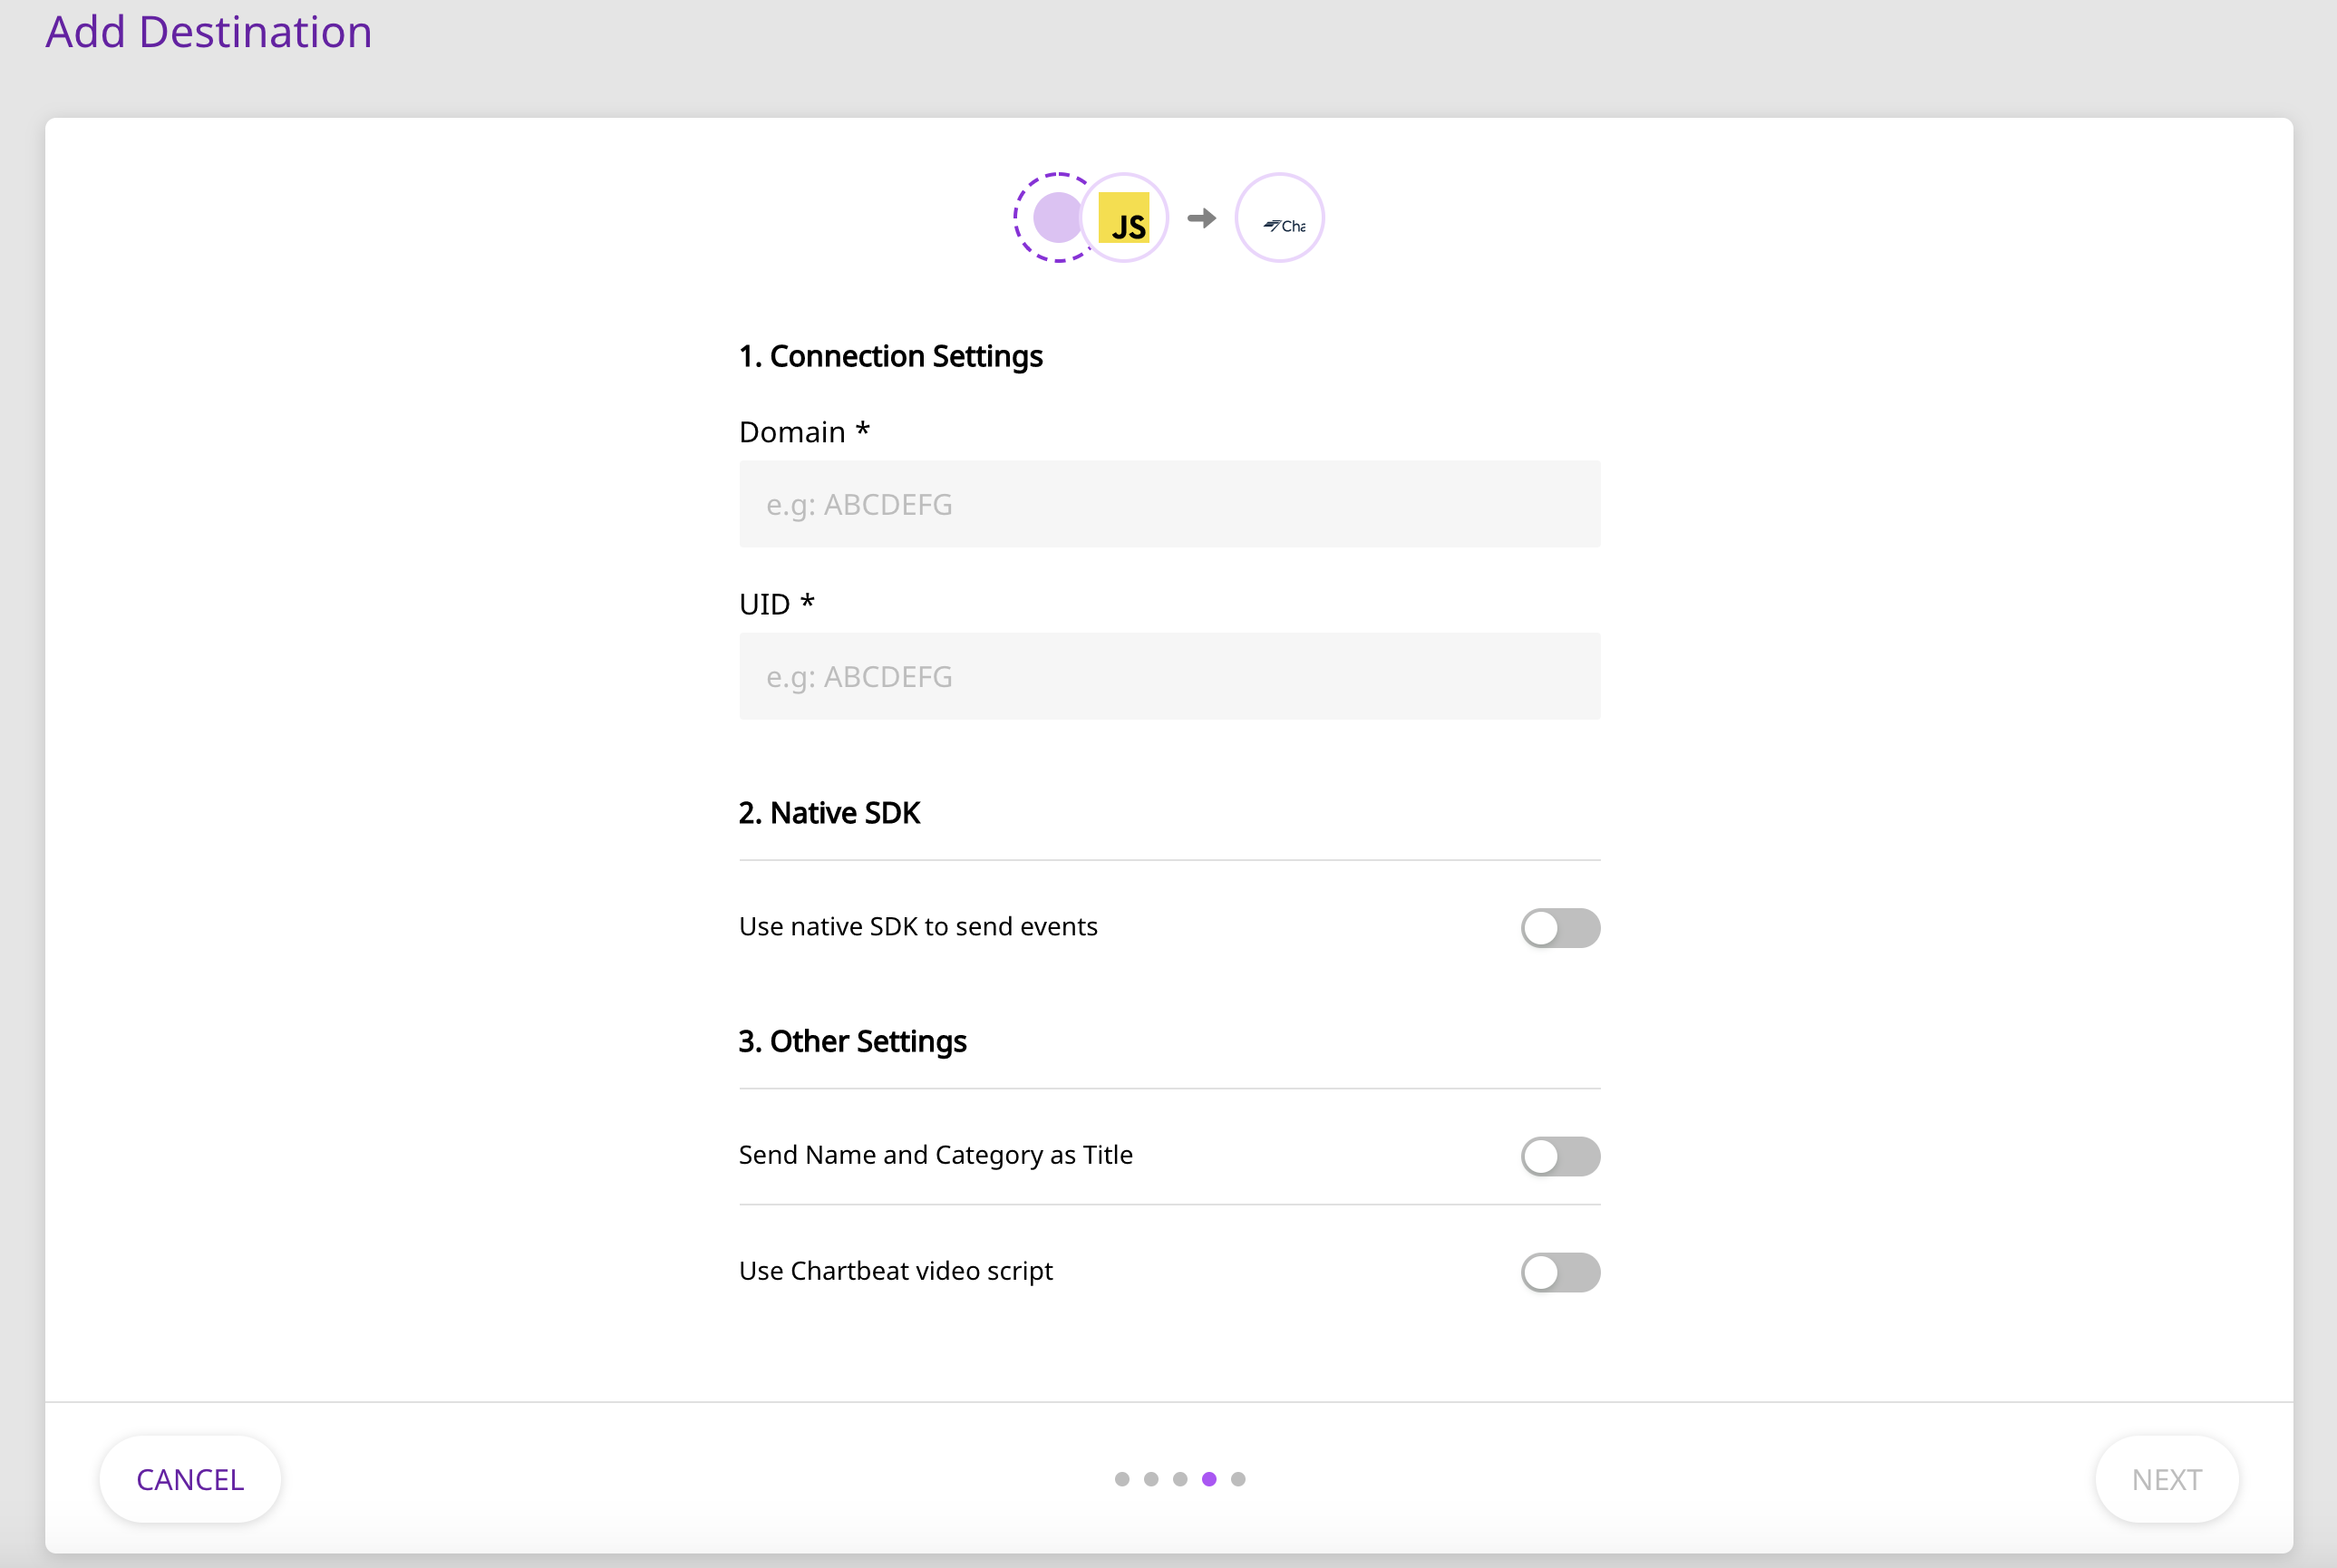 Add Destination
JS
Cha
1. Connection Settings
Domain *
e.g: ABCDEFG
UID *
e.g: ABCDEFG
2. Native SDK
Use native SDK to send events
3. Other Settings
Send Name and Category as Title
Use Chartbeat video script
CANCEL
NEXT